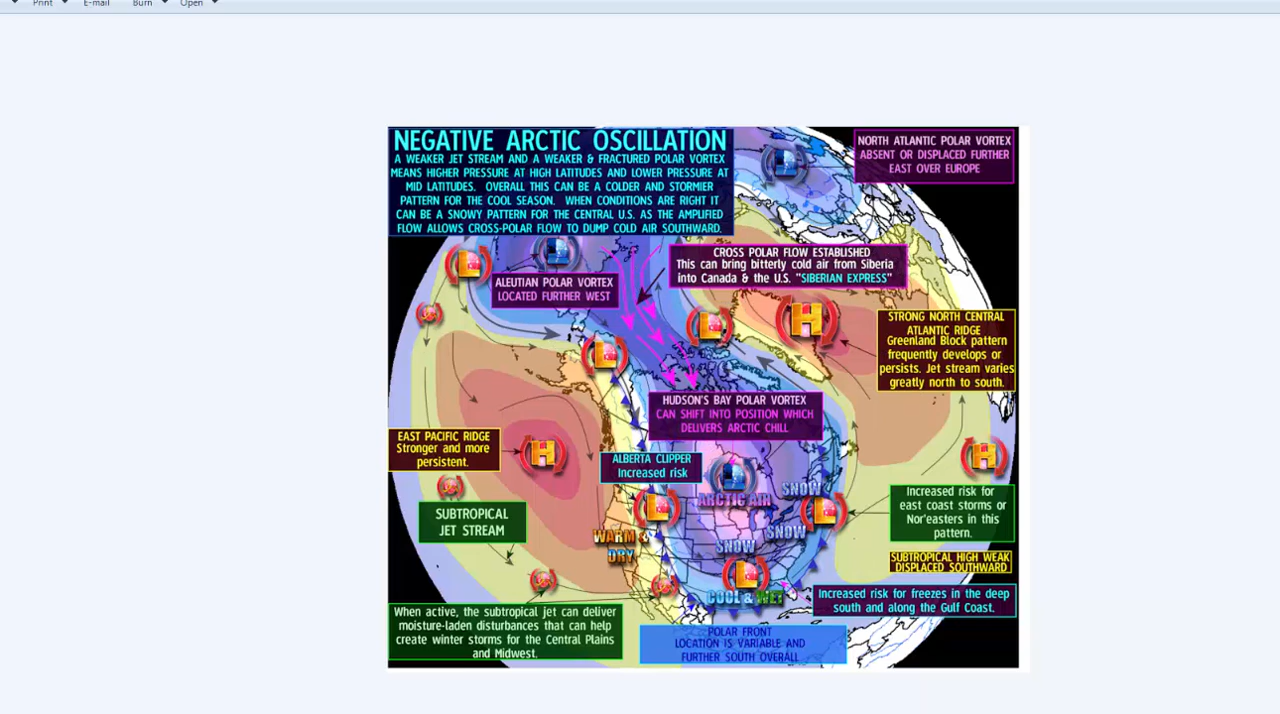 Print
E-mail
Burn
Open
NEGATIVE ARCTIC OSCILLATION
A WEAKER JET STREAM AND A WEAKER & FRACTURED POLAR VORTEX
MEANS HIGHER PRESSURE AT HIGH LATITUDES AND LOWER PRESSURE AT
MID LATITUDES. OVERALL THIS CAN BE A COLDER AND STORMIER
PATTERN FOR THE COOL SEASON. WHEN CONDITIONS ARE RIGHT IT
CAN BE A SNOWY PATTERN FOR THE CENTRAL U.S. AS THE AMPLIFIED
FLOW ALLOWS CROSS-POLAR FLOW TO DUMP COLD AIR SOUTHWARD.
NORTH ATLANTIC POLAR VORTEX
ABSENT OR DISPLACED FURTHER
EAST OVER EUROPE
CROSS POLAR FLOW ESTABLISHED
This can bring bitterly cold air from Siberia
into Canada & the U.S. "SIBERIAN EXPRESS"
L
ALEUTIAN POLAR VORTEX
LOCATED FURTHER WEST
L
H
L
STRONG NORTH CENTRAL
ATLANTIC RIDGE
Greenland Block pattern
frequently develops or
persists. Jet stream varies
greatly north to south.
HUDSON'S BAY POLAR VORTEX
CAN SHIFT INTO POSITION WHICH
DELIVERS ARCTIC CHILL
EAST PACIFIC RIDGE
Stronger and more
persistent.
H
ALBERTA CLIPPER
Increased risk
H
ARCTIC AIR
SNOW
SUBTROPICAL
JET STREAM
L
L
Increased risk for
east coast storms or
Nor'easters in this
pattern.
WARM &
DRY
SNOW
SNOW
SUBTROPICAL HIGH WEAK
DISPLACED SOUTHWARD
L
COOL & WET
Increased risk for freezes in the deep
south and along the Gulf Coast.
When active, the subtropical jet can deliver
moisture-laden disturbances that can help
create winter storms for the Central Plains
and Midwest.
POLAR FRONT
LOCATION IS VARIABLE AND
FURTHER SOUTH OVERALL